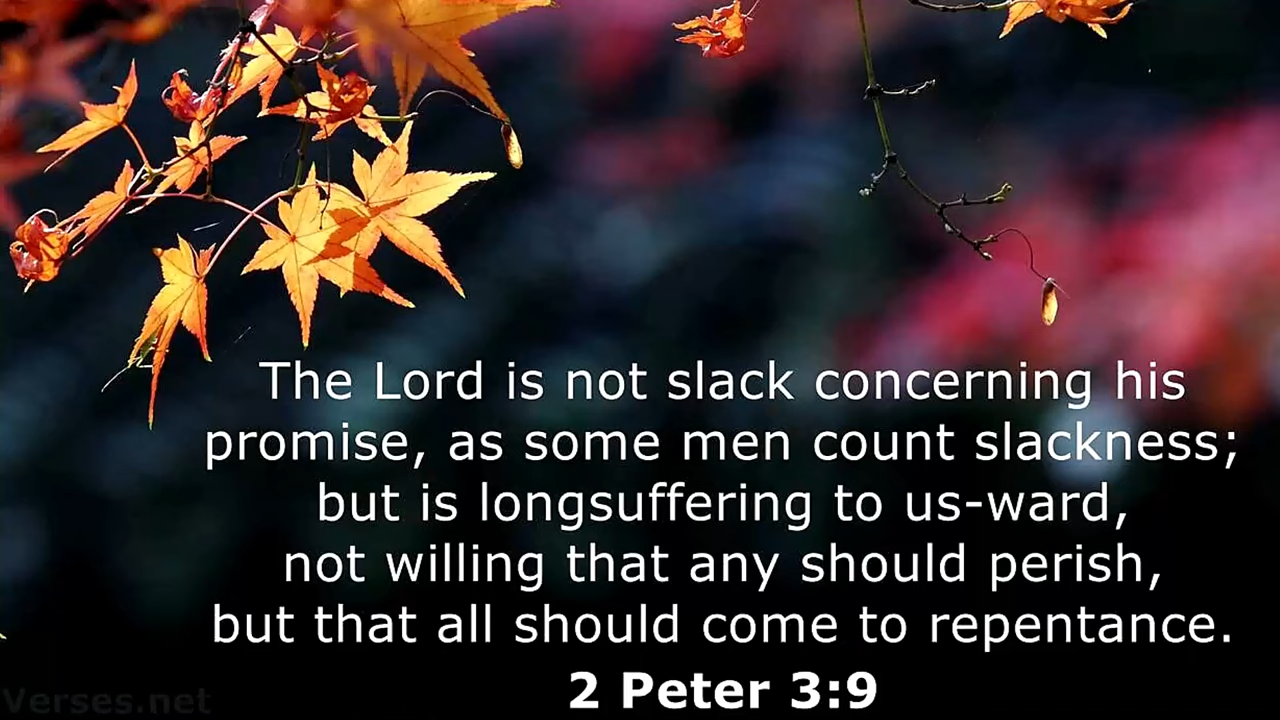 The Lord is not slack concerning his
promise, as some men count slackness;
but is longsuffering to us-ward,
not willing that any should perish,
but that all should come to repentance.
2 Peter 3:9
Verses.net